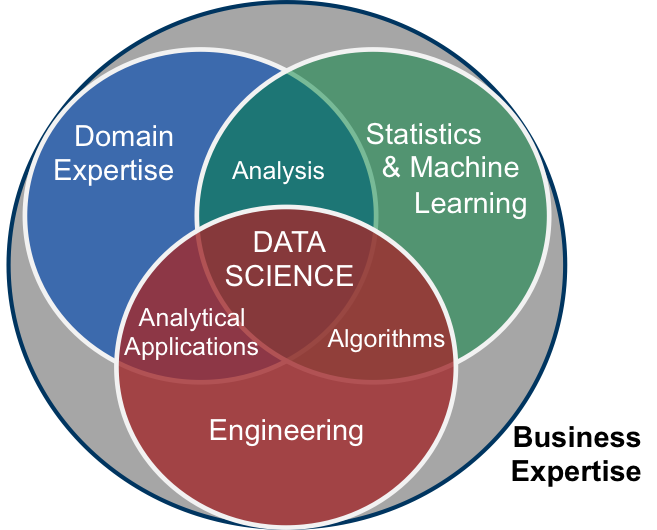 Domain
Expertise
Statistics
& Machine
Learning
Analysis
DATA
SCIENCE
Analytical
Applications
Algorithms
Engineering
Business
Expertise